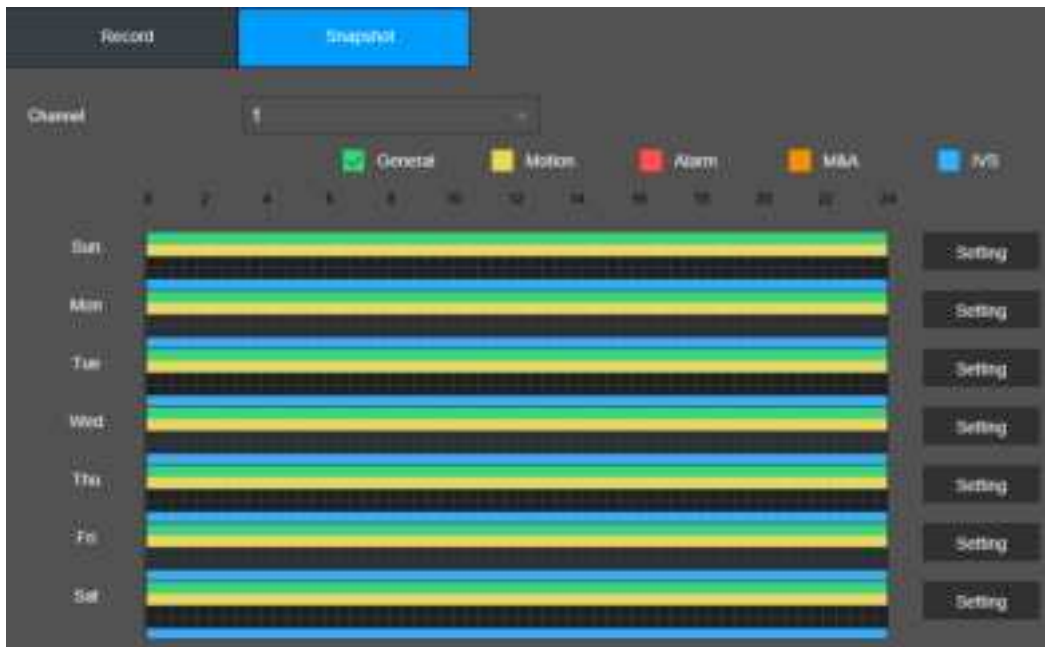 Record Snapshot
Channel 1
General Motion Alarm M&A IVS
0 2 4 6 8 10 12 14 16 18 20 22 24
Sun Setting
Mon Setting
Tue Setting
Wed Setting
Thu Setting
Fri Setting
Sat Setting